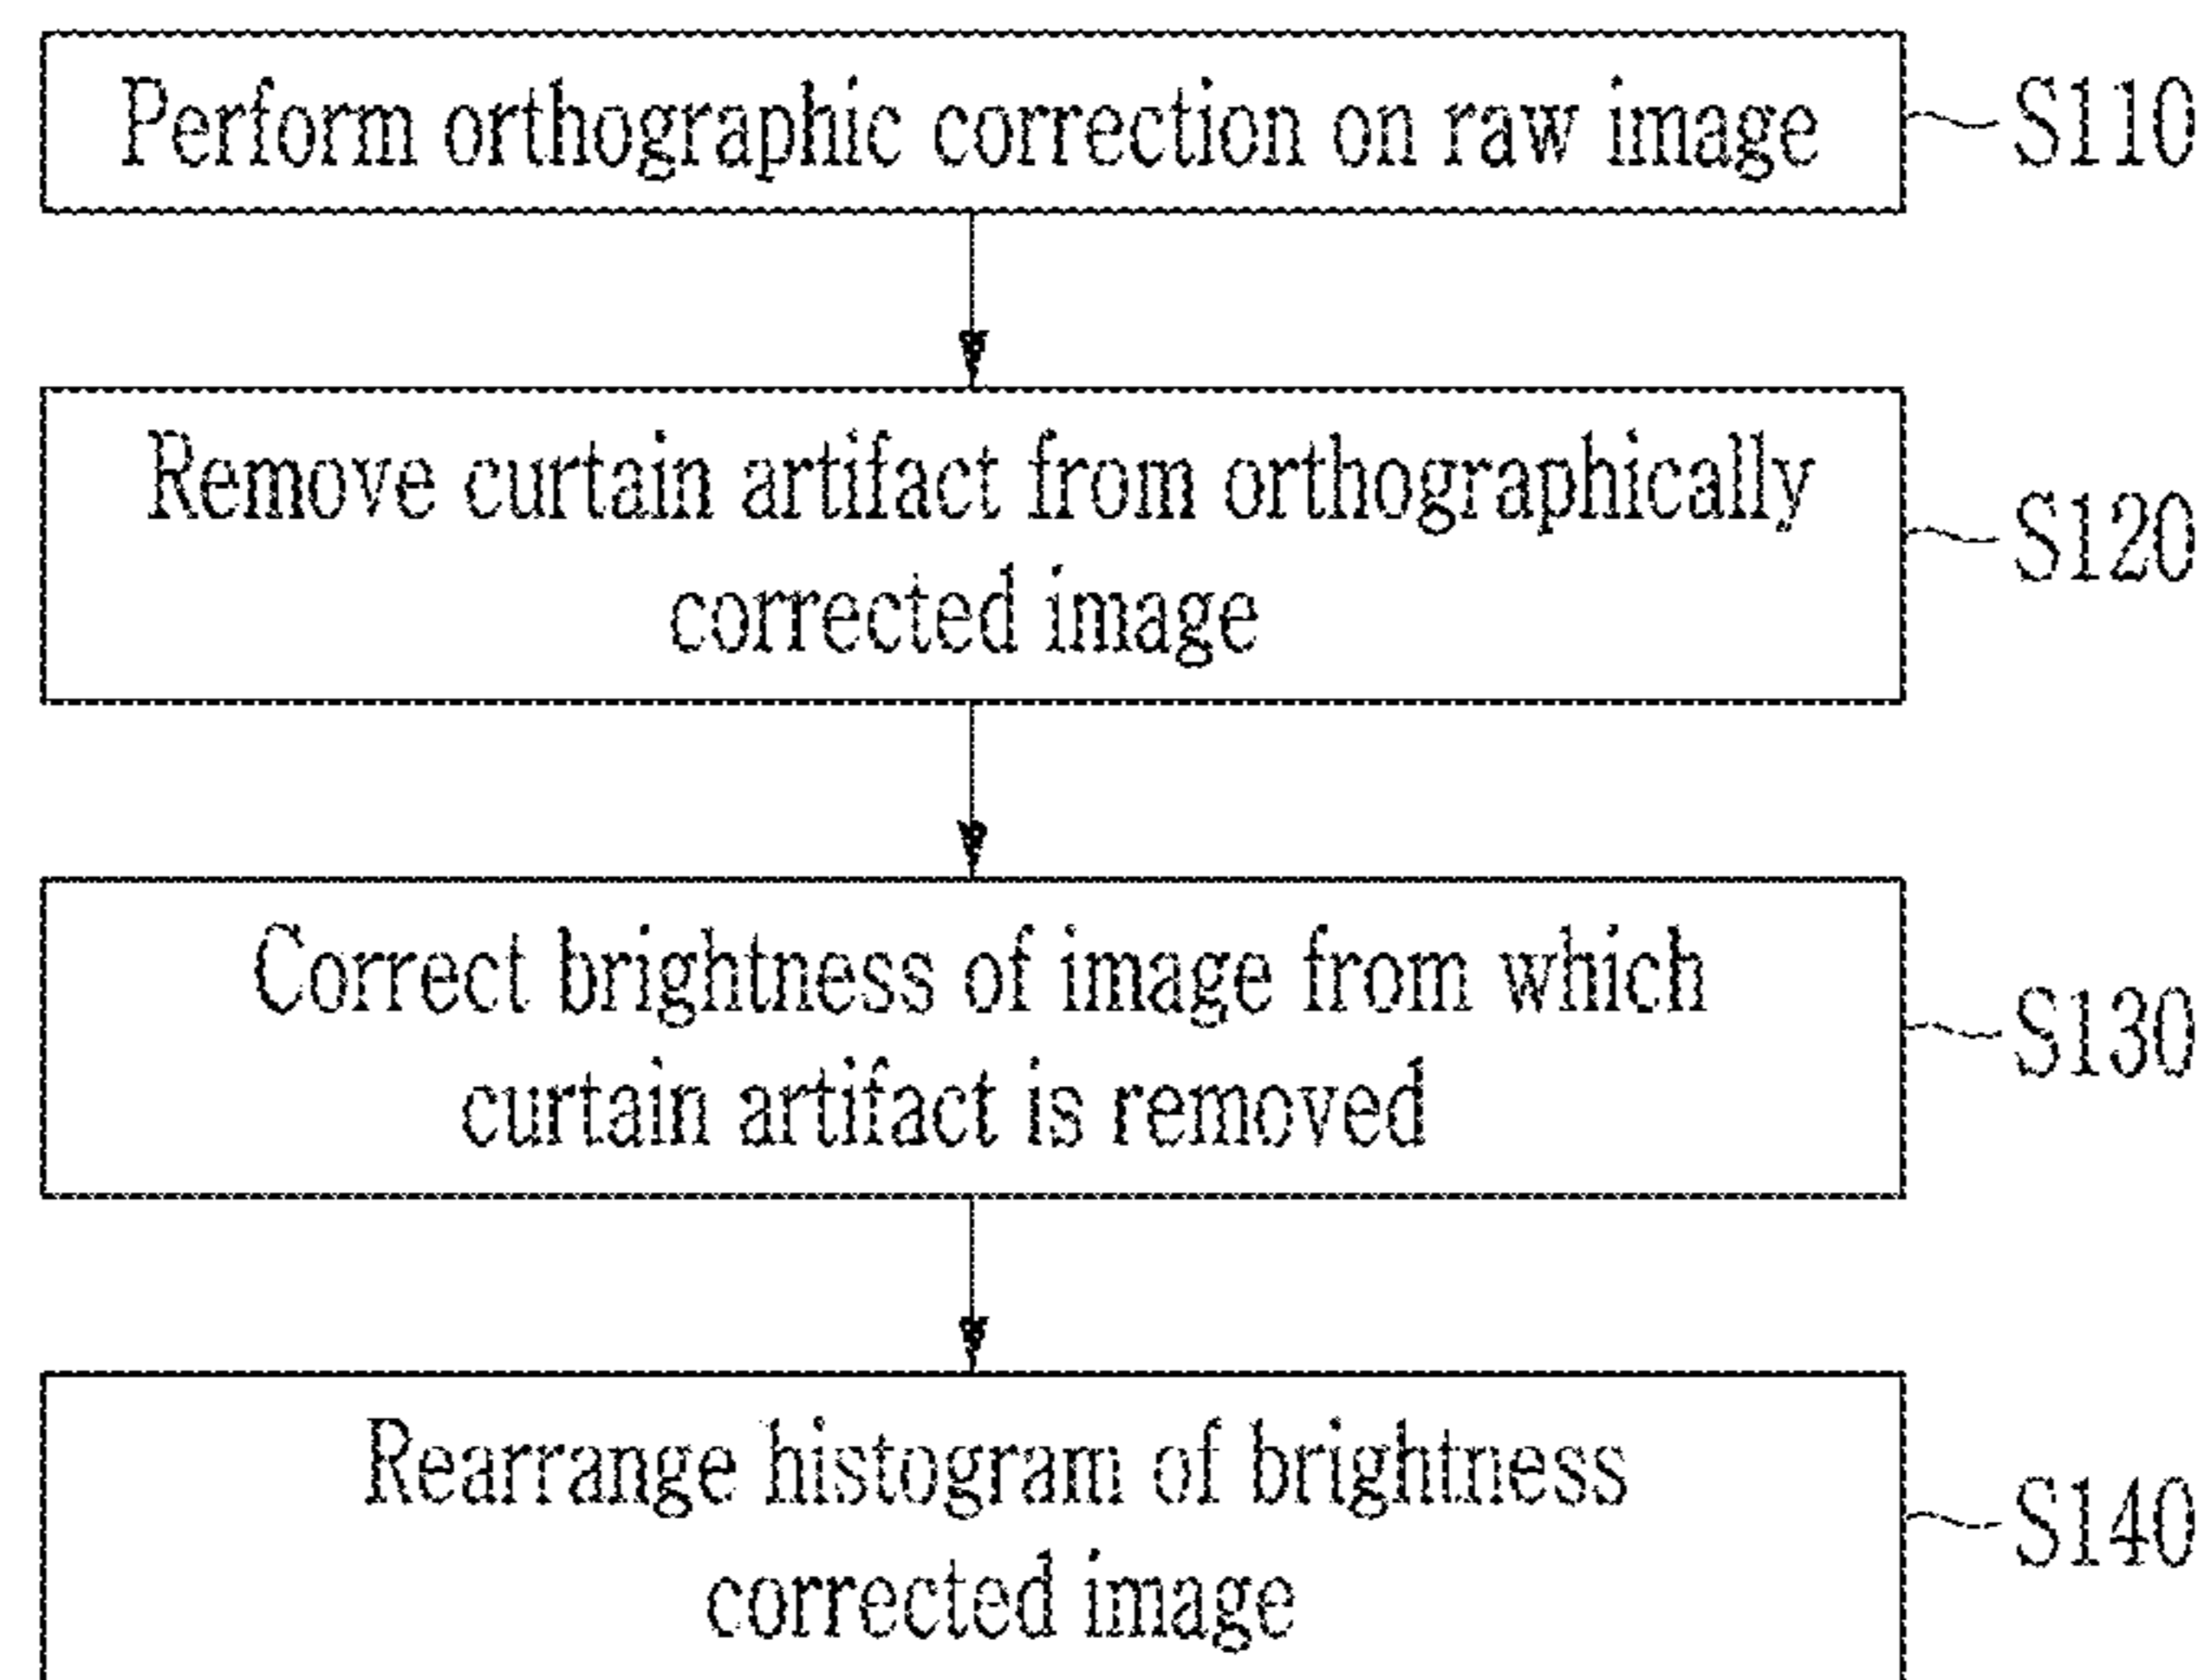 Perform orthographic correction on raw image
S110
Remove curtain artifact from orthographically
corrected image
S120
Correct brightness of image from which
curtain artifact is removed
S130
Rearrange histogram of brightness
corrected image
S140